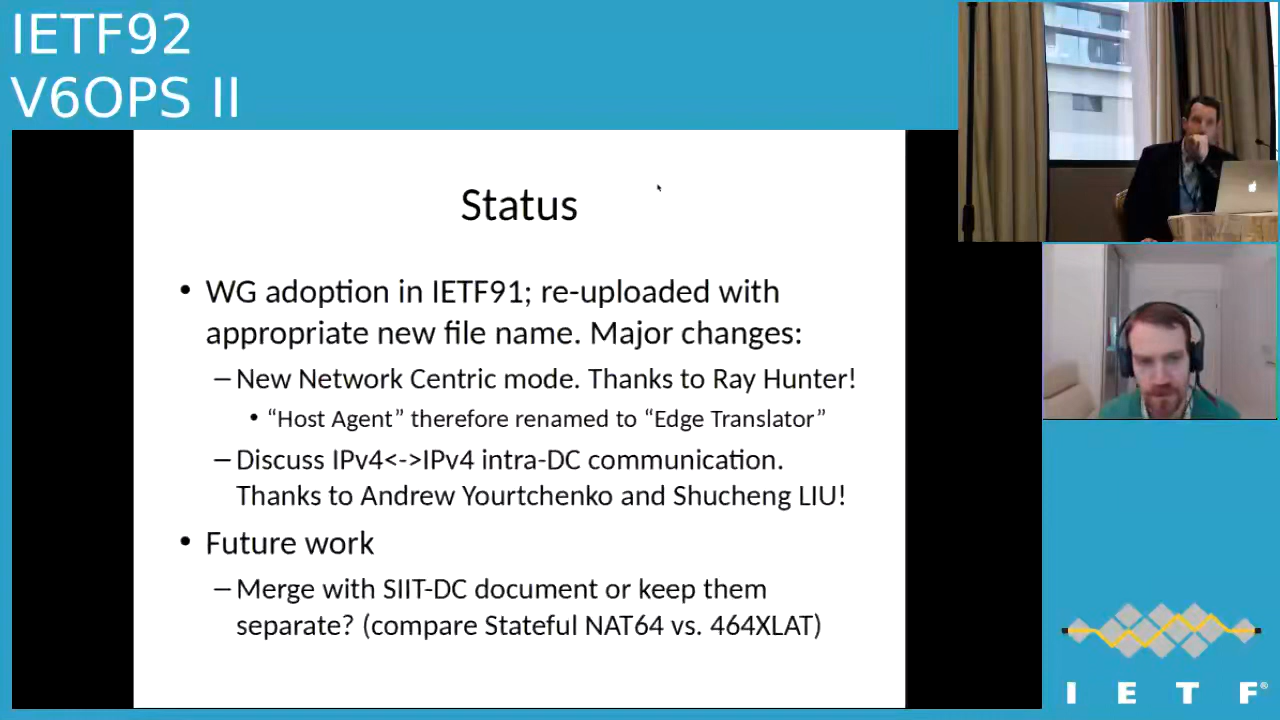 IETF92
V6OPS II
Status
• WG adoption in IETF91; re-uploaded with
appropriate new file name. Major changes:
– New Network Centric mode. Thanks to Ray Hunter!
• “Host Agent” therefore renamed to “Edge Translator”
– Discuss IPv4<->IPv4 intra-DC communication.
Thanks to Andrew Yourtchenko and Shucheng LIU!
• Future work
– Merge with SIIT-DC document or keep them
separate? (compare Stateful NAT64 vs. 464XLAT)
I E T F®